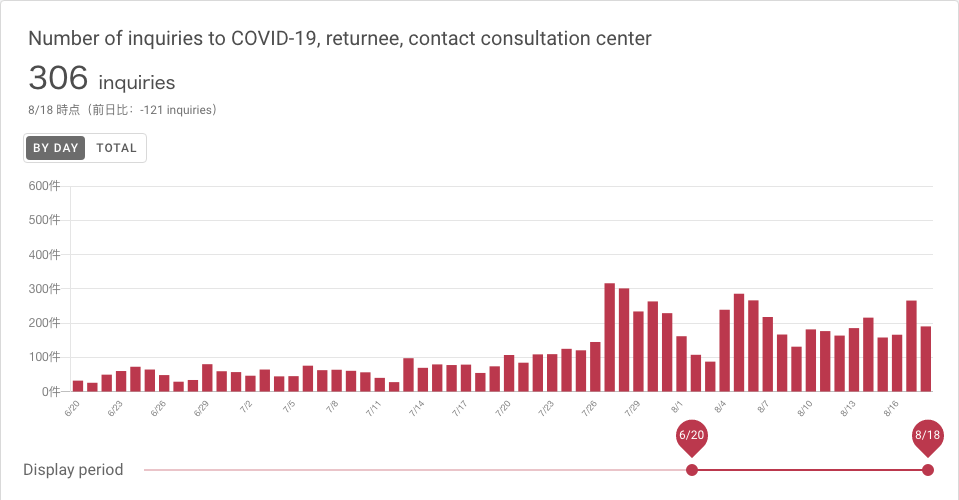 Number of inquiries to COVID-19, returnee, contact consultation center
306 inquiries
8/18 時点（前日比：-121 inquiries）
BY DAY TOTAL
600件
500件
400件
300件
200件
100件
0件
6/20 6/23 6/26 6/29 7/2 7/5 7/8 7/11 7/14 7/17 7/20 7/23 7/26 7/29 8/1 8/4 8/7 8/10 8/13 8/16
6/20 8/18
Display period